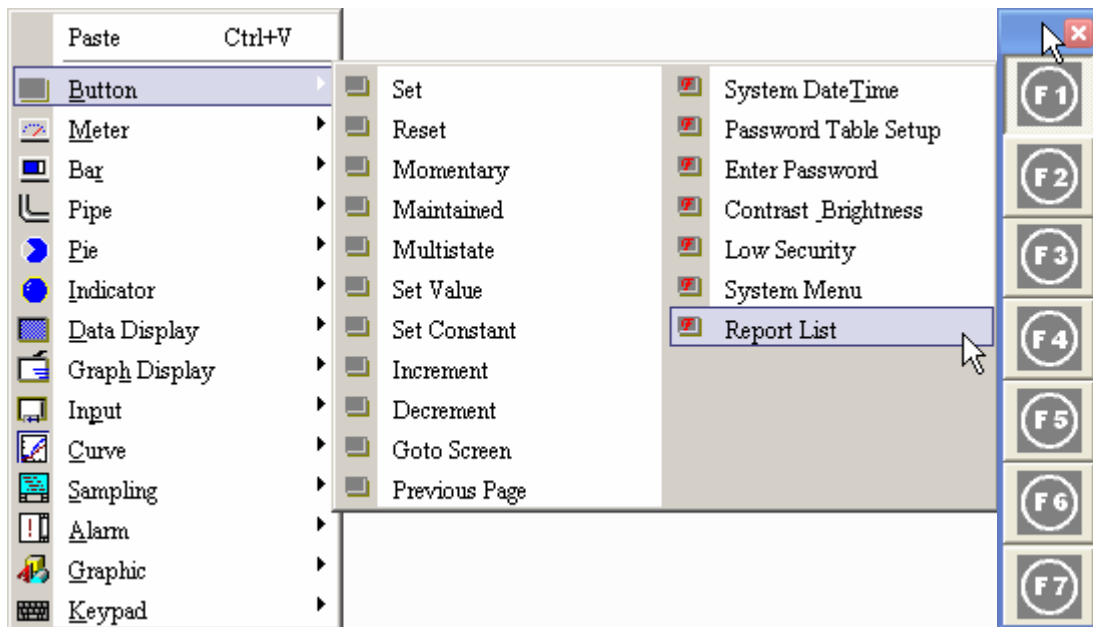 Paste Ctrl+V
Button
Meter
Bar
Pipe
Pie
Indicator
Data Display
Graph Display
Input
Curve
Sampling
Alarm
Graphic
Keypad
Set
Reset
Momentary
Maintained
Multistate
Set Value
Set Constant
Increment
Decrement
Goto Screen
Previous Page
System DateTime
Password Table Setup
Enter Password
Contrast_Brightness
Low Security
System Menu
Report List
F1
F2
F3
F4
F5
F6
F7